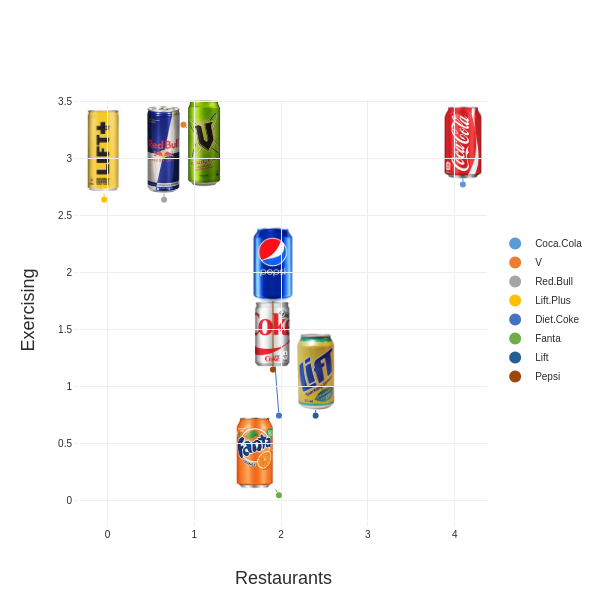 3.5
3
2.5
2
1.5
1
0.5
0
0
1
2
3
4
Exercising
Restaurants
LIFT+
Red Bull
V
Coca-Cola
pepsi
Coke
Coke
Lift
Fanta
Coca.Cola
V
Red.Bull
Lift.Plus
Diet.Coke
Fanta
Lift
Pepsi